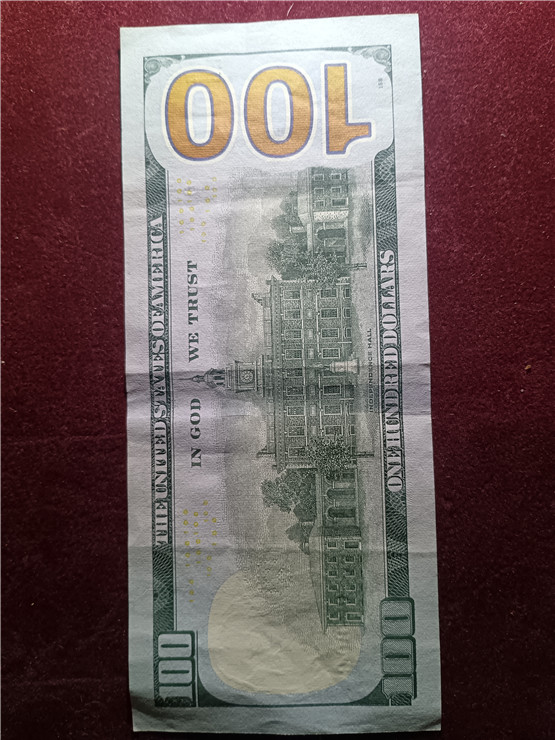 THE UNITED STATES OF AMERICA
IN GOD WE TRUST
100
INDEPENDENCE HALL
ONE HUNDRED DOLLARS
100
100